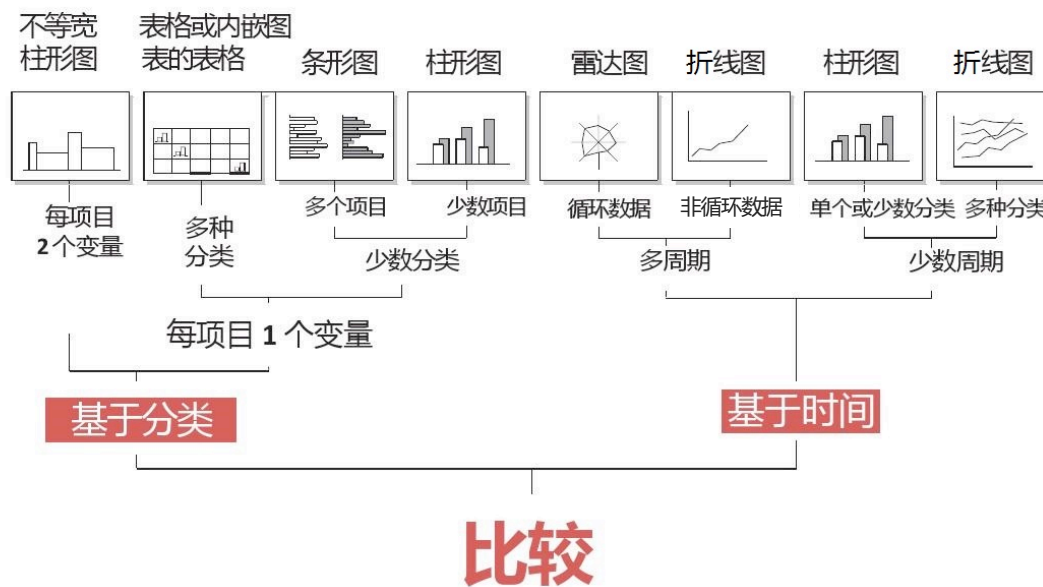 不等宽
柱形图
表格或内嵌图
表的表格
条形图
柱形图
雷达图
折线图
柱形图
折线图
每项目
2个变量
多种
分类
多个项目
少数项目
循环数据
非循环数据
单个或少数分类
多种分类
少数分类
多周期
少数周期
每项目 1 个变量
基于分类
基于时间
比较